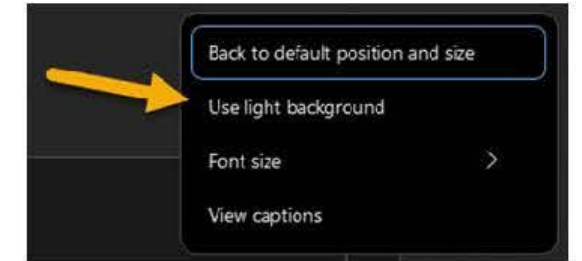 Back to default position and size
Use light background
Font size
View captions